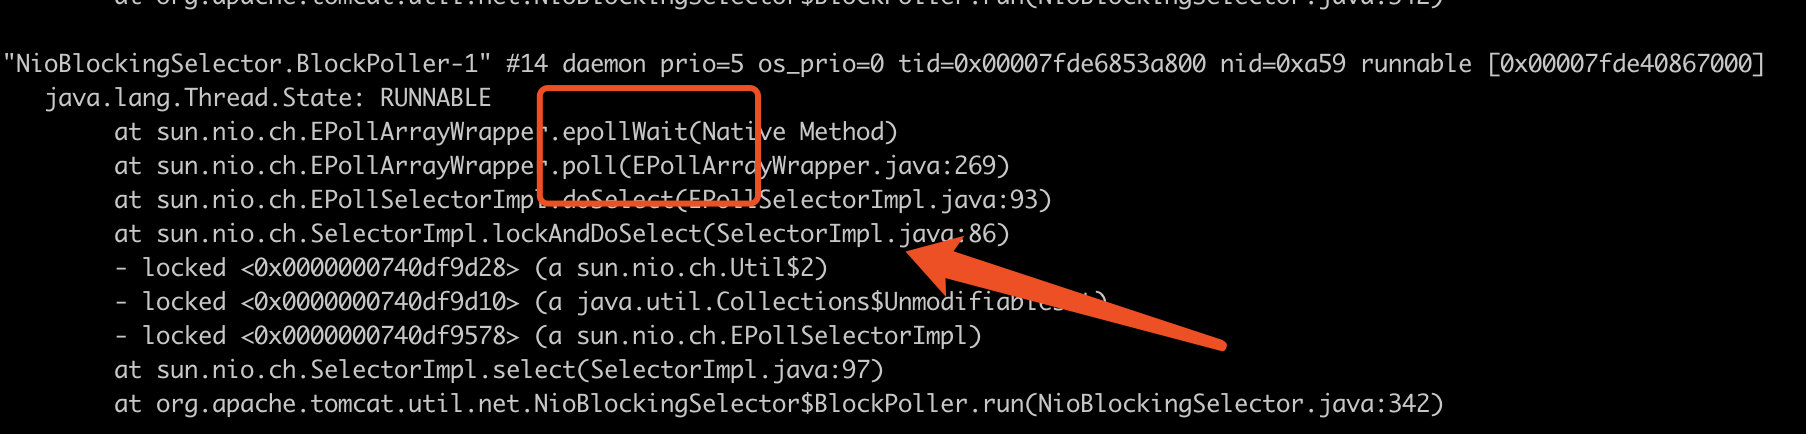 at org.apache.tomcat.util.net.NioBlockingSelector$BlockPoller.run(NioBlockingSelector.java:342)
"NioBlockingSelector.BlockPoller-1" #14 daemon prio=5 os_prio=0 tid=0x00007fde6853a800 nid=0xa59 runnable [0x00007fde40867000]
java.lang.Thread.State: RUNNABLE
at sun.nio.ch.EPollArrayWrapper.epollWait(Native Method)
at sun.nio.ch.EPollArrayWrapper.poll(EPollArrayWrapper.java:269)
at sun.nio.ch.EPollSelectorImpl.doSelect(EPollSelectorImpl.java:93)
at sun.nio.ch.SelectorImpl.lockAndDoSelect(SelectorImpl.java:86)
- locked <0x0000000740df9d28> (a sun.nio.ch.Util$2)
- locked <0x0000000740df9d10> (a java.util.Collections$UnmodifiableSet)
- locked <0x0000000740df9578> (a sun.nio.ch.EPollSelectorImpl)
at sun.nio.ch.SelectorImpl.select(SelectorImpl.java:97)
at org.apache.tomcat.util.net.NioBlockingSelector$BlockPoller.run(NioBlockingSelector.java:342)